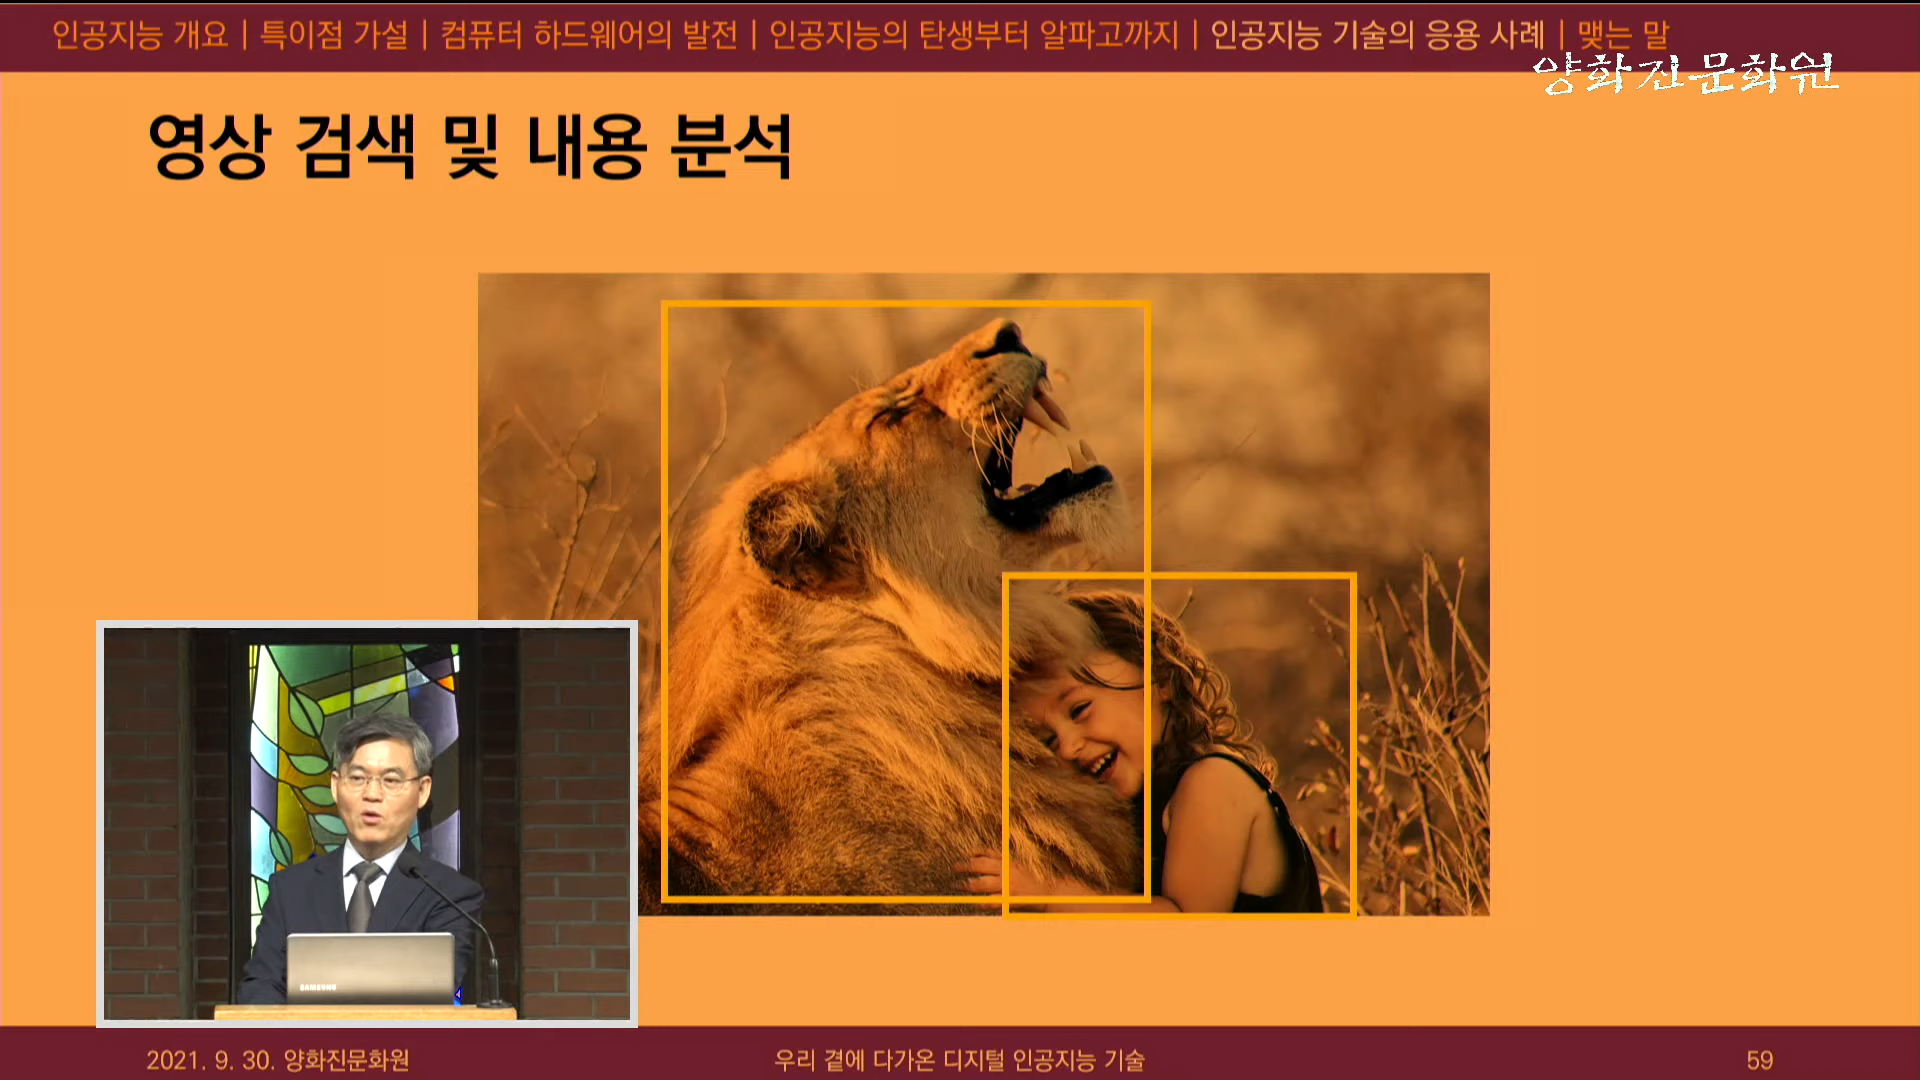 인공지능 개요 | 특이점 가설 | 컴퓨터 하드웨어의 발전 | 인공지능의 탄생부터 알파고까지 | 인공지능 기술의 응용 사례 | 맺는 말
양화진문화원
영상 검색 및 내용 분석
SAMSUNG
2021. 9. 30. 양화진문화원
우리 곁에 다가온 디지털 인공지능 기술
59